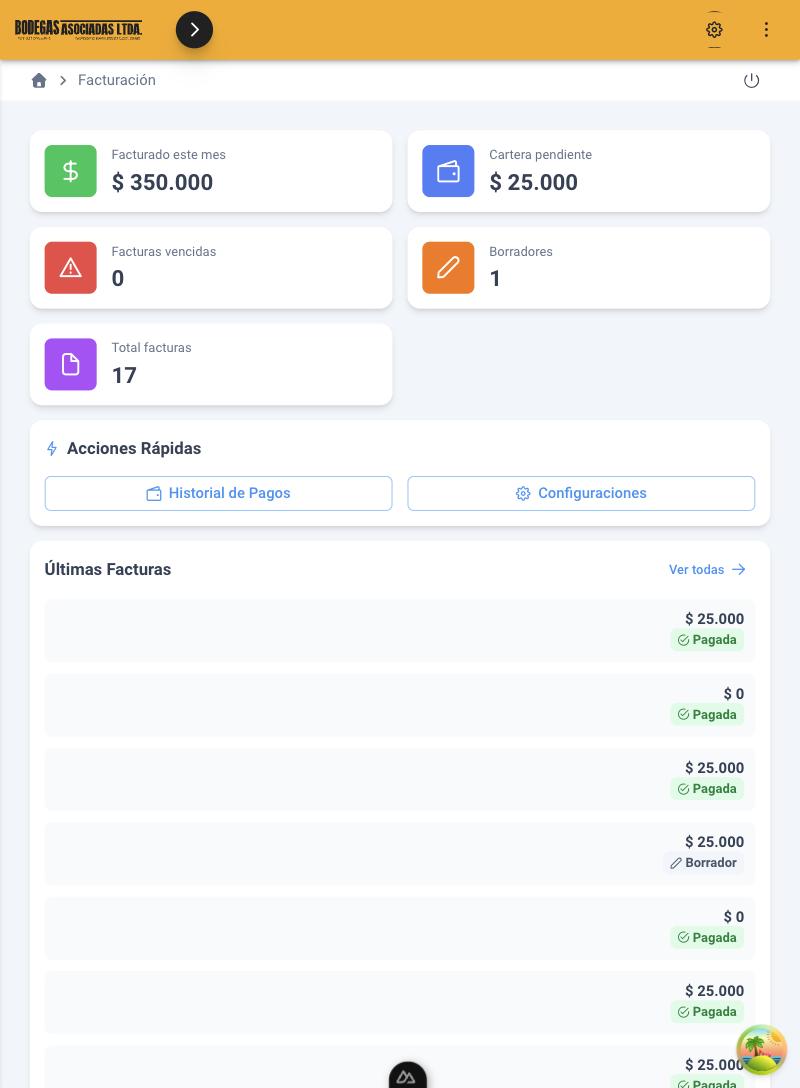 BODEGAS ASOCIADAS LTDA.
Facturación
Facturado este mes
$ 350.000
Cartera pendiente
$ 25.000
Facturas vencidas
0
Borradores
1
Total facturas
17
Acciones Rápidas
Historial de Pagos
Configuraciones
Últimas Facturas
Ver todas
$ 25.000
Pagada
$ 0
Pagada
$ 25.000
Pagada
$ 25.000
Borrador
$ 0
Pagada
$ 25.000
Pagada
$ 25.000
Pagada